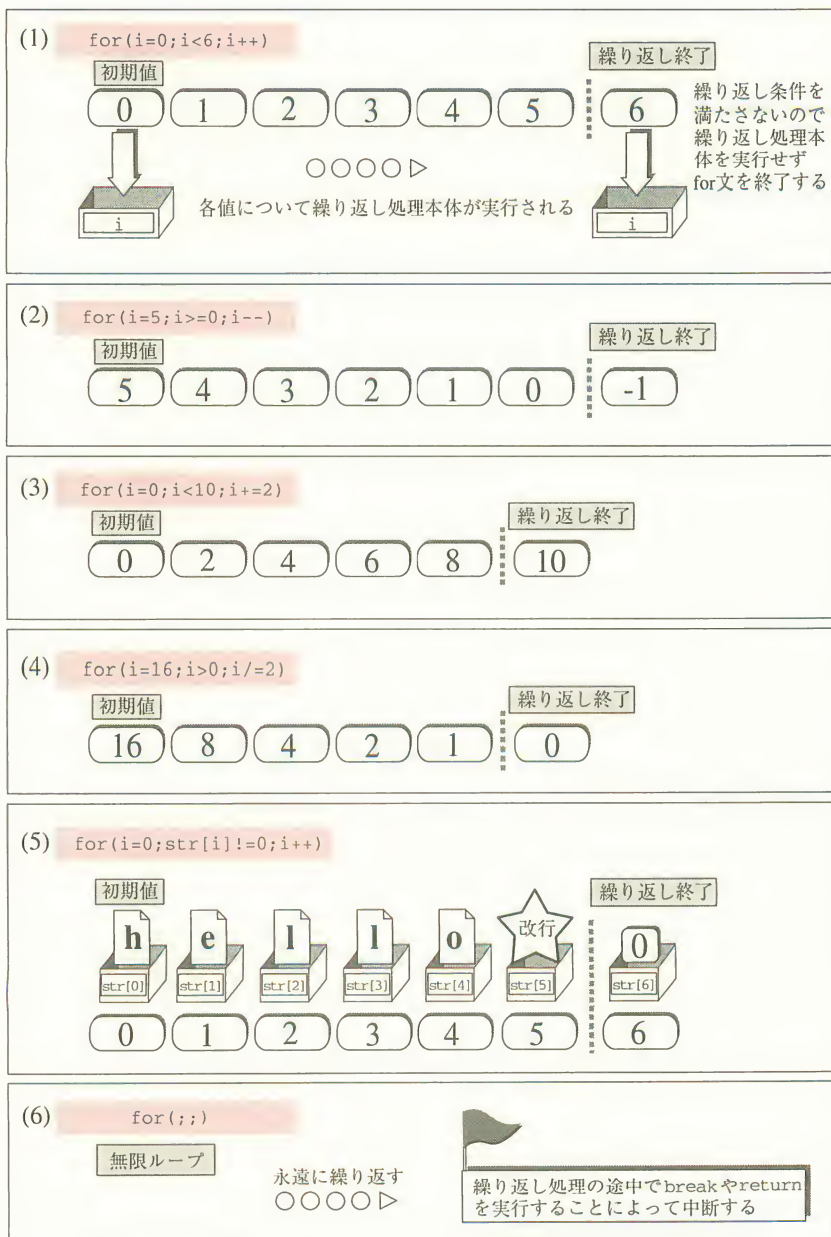 (1) for(i=0;i<6;i++)
初期値
繰り返し終了
0 1 2 3 4 5 6
繰り返し条件を
満たさないので
繰り返し処理本
体を実行せず
for文を終了する
各値について繰り返し処理本体が実行される
i i
(2) for(i=5;i>=0;i--)
初期値
繰り返し終了
5 4 3 2 1 0 -1
(3) for(i=0;i<10;i+=2)
初期値
繰り返し終了
0 2 4 6 8 10
(4) for(i=16;i>0;i/=2)
初期値
繰り返し終了
16 8 4 2 1 0
(5) for(i=0;str[i]!=0;i++)
初期値
繰り返し終了
h e l l o 改行 0
str[0] str[1] str[2] str[3] str[4] str[5] str[6]
0 1 2 3 4 5 6
(6) for(;;)
無限ループ
永遠に繰り返す
繰り返し処理の途中でbreakやreturn
を実行することによって中断する